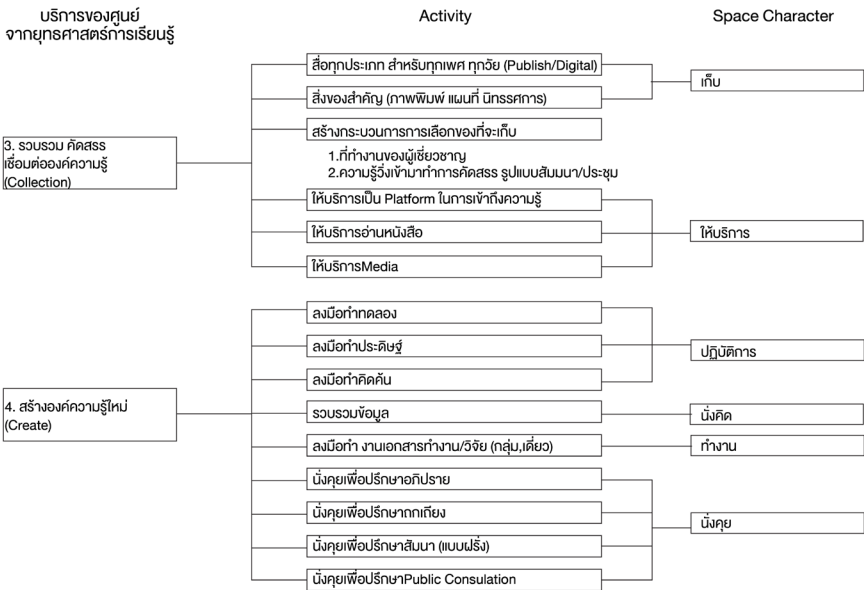 บริการของศูนย์
จากยุทธศาสตร์การเรียนรู้
Activity
Space Character
3. รวบรวม คัดสรร
เชื่อมต่อองค์ความรู้
(Collection)
สื่อทุกประเภท สำหรับทุกเพศ ทุกวัย (Publish/Digital)
สิ่งของสำคัญ (ภาพพิมพ์ แผนที่ นิทรรศการ)
เก็บ
สร้างกระบวนการการเลือกของที่จะเก็บ
1.ที่ทำงานของผู้เชี่ยวชาญ
2.ความรู้วิ่งเข้ามาทำการคัดสรร รูปแบบสัมมนา/ประชุม
ให้บริการเป็น Platform ในการเข้าถึงความรู้
ให้บริการอ่านหนังสือ
ให้บริการMedia
ให้บริการ
4. สร้างองค์ความรู้ใหม่
(Create)
ลงมือทำทดลอง
ลงมือทำประดิษฐ์
ลงมือทำคิดค้น
ปฏิบัติการ
รวบรวมข้อมูล
นั่งคิด
ลงมือทำ งานเอกสารทำงาน/วิจัย (กลุ่ม,เดี่ยว)
ทำงาน
นั่งคุยเพื่อปรึกษาอภิปราย
นั่งคุยเพื่อปรึกษาถกเถียง
นั่งคุยเพื่อปรึกษาสัมนา (แบบฝรั่ง)
นั่งคุยเพื่อปรึกษาPublic Consulation
นั่งคุย